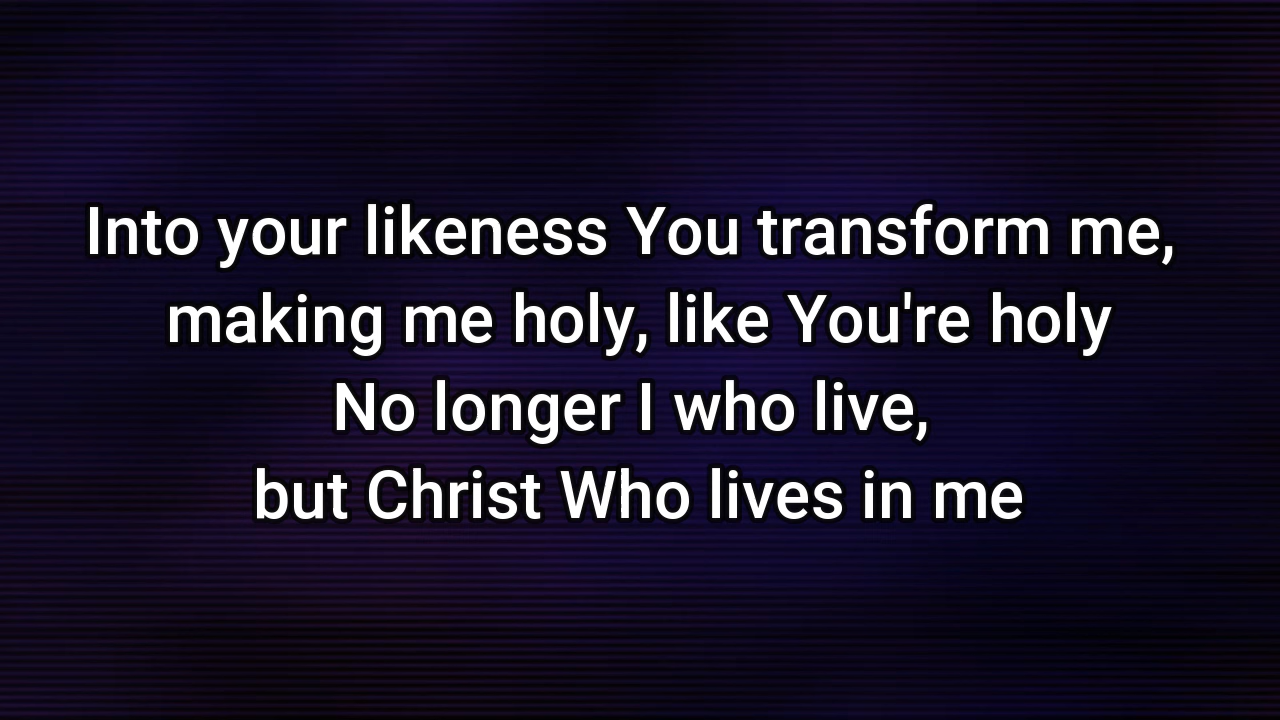 Into your likeness You transform me,
making me holy, like You're holy
No longer I who live,
but Christ Who lives in me